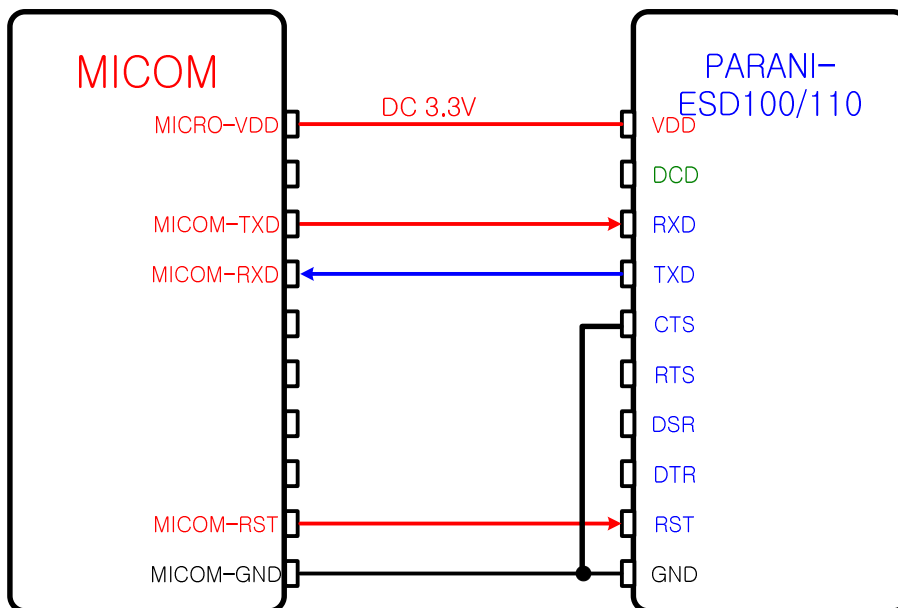 MICOM
PARANI-
ESD100/110
DC 3.3V
MICRO-VDD
VDD
DCD
MICOM-TXD
RXD
MICOM-RXD
TXD
CTS
RTS
DSR
DTR
MICOM-RST
RST
MICOM-GND
GND